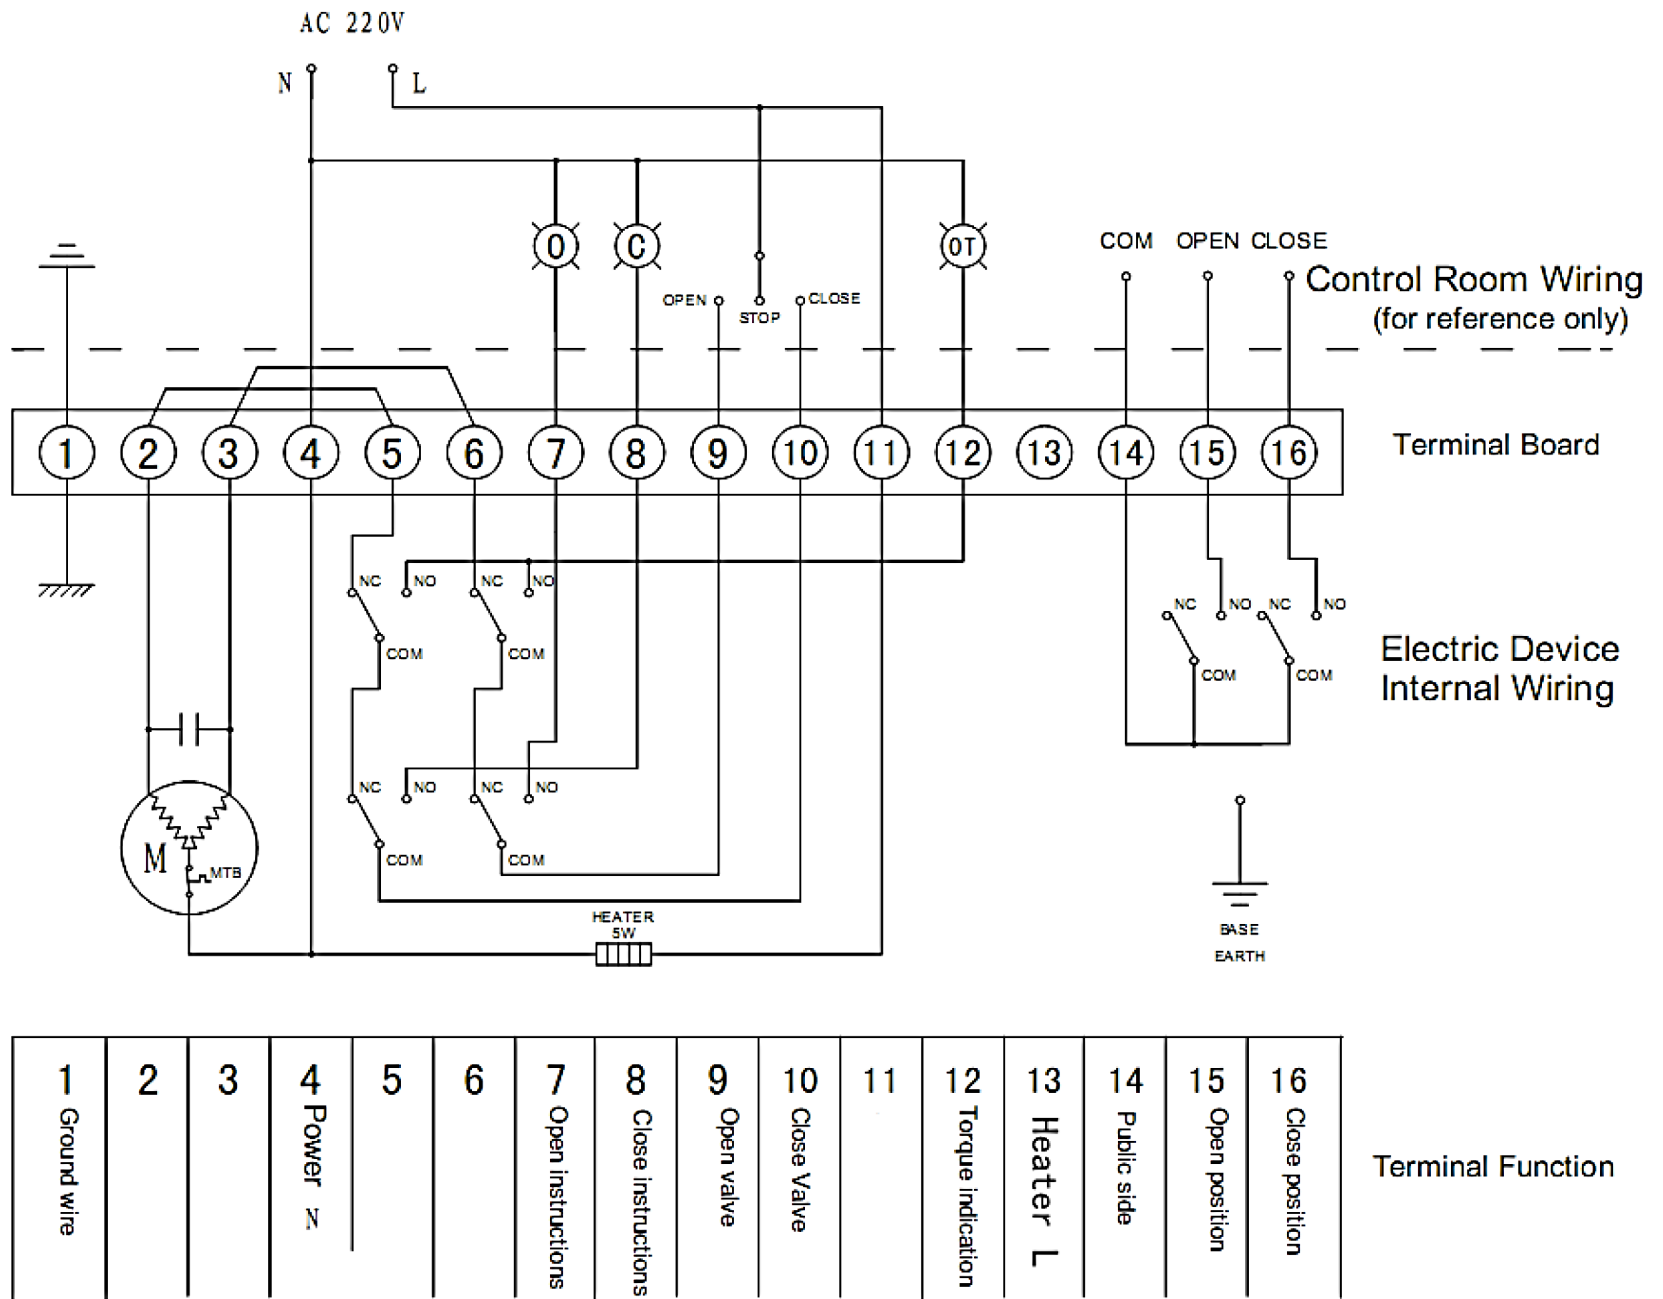 AC 220V
N
L
O
C
OT
COM OPEN CLOSE
Control Room Wiring
(for reference only)
OPEN
STOP
CLOSE
1 2 3 4 5 6 7 8 9 10 11 12 13 14 15 16
Terminal Board
NC NO NC NO
COM COM
NC NO NC NO
COM COM
Electric Device
Internal Wiring
NC NO NC NO
COM COM
M
MTB
HEATER
5W
BASE
EARTH
1 Ground wire
2
3
4 Power N
5
6
7 Open instructions
8 Close instructions
9 Open valve
10 Close Valve
11
12 Torque indication
13 Heater L
14 Public side
15 Open position
16 Close position
Terminal Function